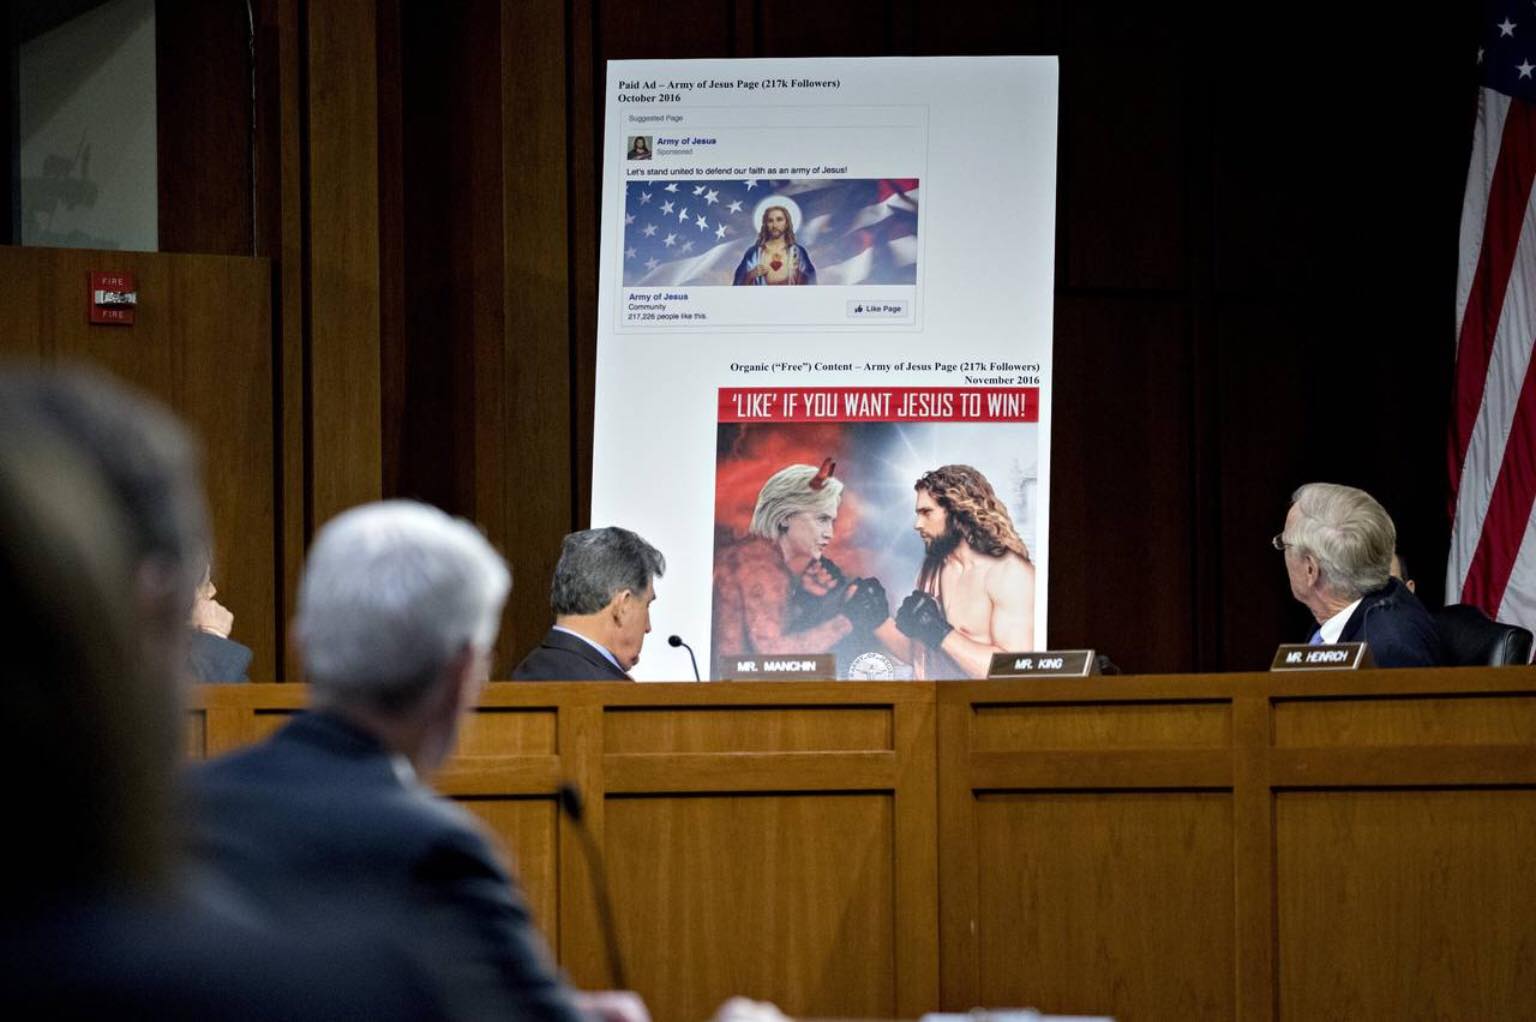 Paid Ad – Army of Jesus Page (217k Followers)
October 2016
Suggested Page
Army of Jesus
Sponsored
Let's stand united to defend our faith as an army of Jesus!
Army of Jesus
Community
217,226 people like this.
Like Page
Organic ("Free") Content – Army of Jesus Page (217k Followers)
November 2016
'LIKE' IF YOU WANT JESUS TO WIN!
MR. MANCHIN
MR. KING
MR. HEINRICH
FIRE
FIRE